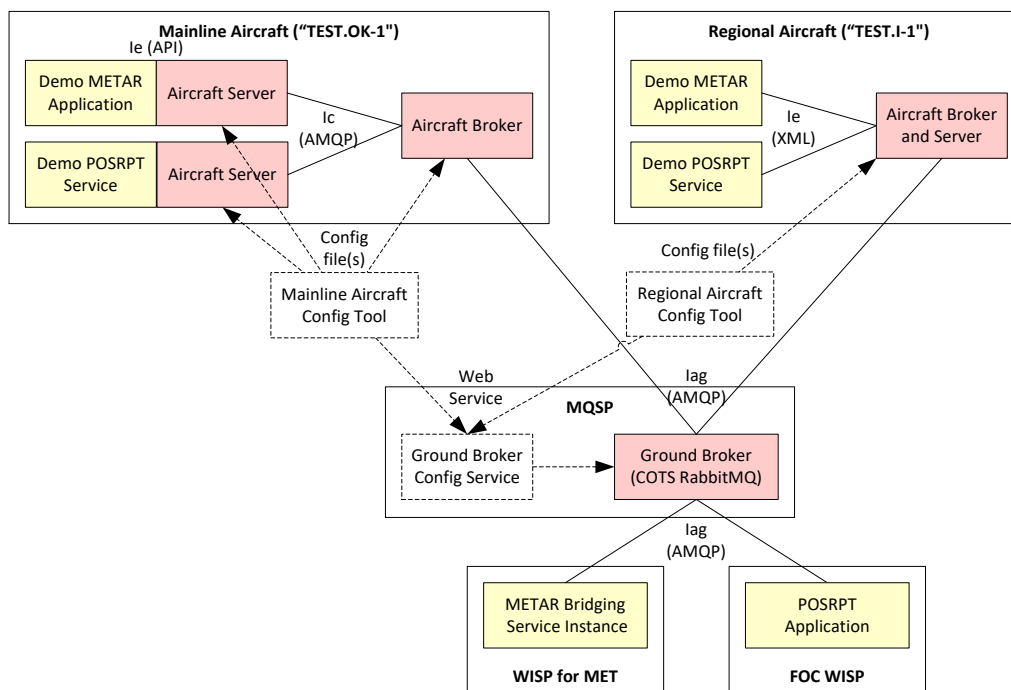 Mainline Aircraft (“TEST.OK-1")
Ie (API)
Demo METAR
Application
Aircraft Server
Ic
(AMQP)
Aircraft Broker
Demo POSRPT
Service
Aircraft Server
Regional Aircraft (“TEST.I-1")
Demo METAR
Application
Ie
(XML)
Aircraft Broker
and Server
Demo POSRPT
Service
Config
file(s)
Config file(s)
Mainline Aircraft
Config Tool
Regional Aircraft
Config Tool
Web
Service
Iag
(AMQP)
MQSP
Ground Broker
Config Service
Ground Broker
(COTS RabbitMQ)
Iag
(AMQP)
METAR Bridging
Service Instance
WISP for MET
POSRPT
Application
FOC WISP